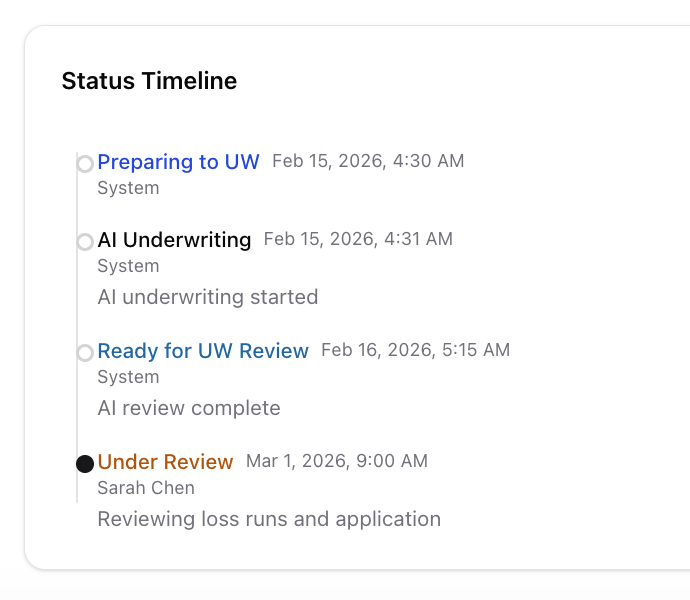 Status Timeline
Preparing to UW Feb 15, 2026, 4:30 AM
System
AI Underwriting Feb 15, 2026, 4:31 AM
System
AI underwriting started
Ready for UW Review Feb 16, 2026, 5:15 AM
System
AI review complete
Under Review Mar 1, 2026, 9:00 AM
Sarah Chen
Reviewing loss runs and application